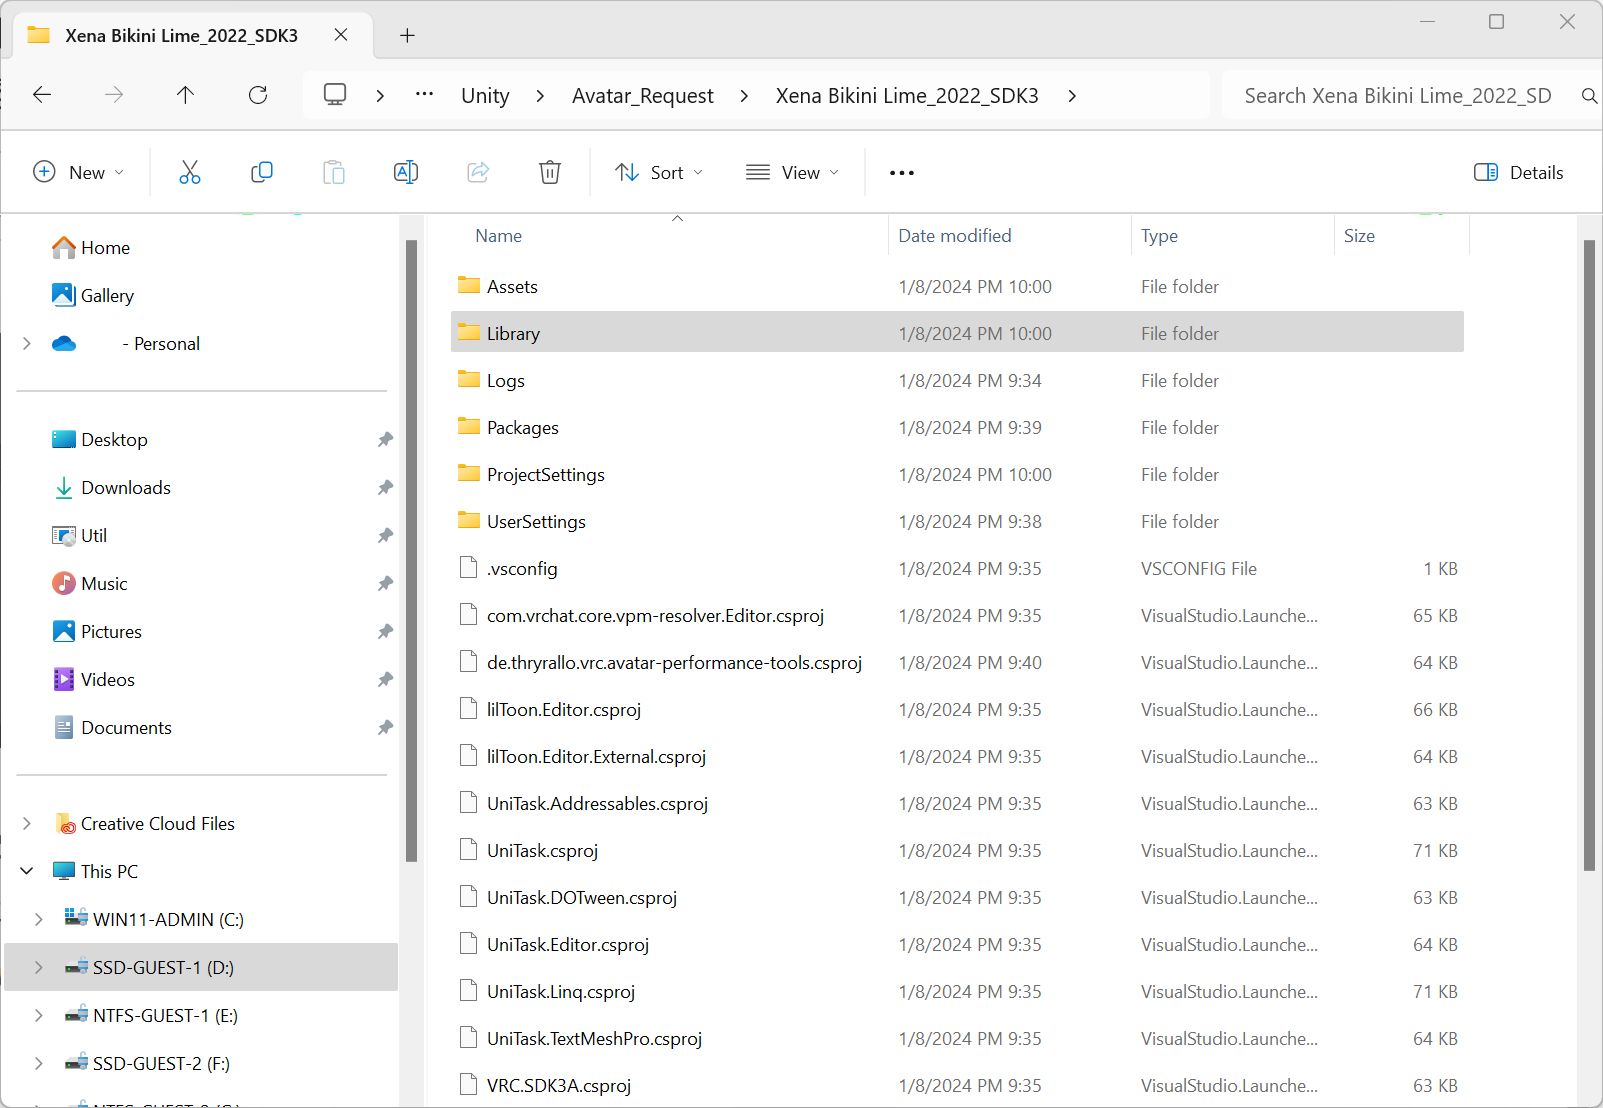 Xena Bikini Lime_2022_SDK3
Unity Avatar_Request Xena Bikini Lime_2022_SDK3 Search Xena Bikini Lime_2022_SD
New Sort View Details
Name Date modified Type Size
Home
Gallery
- Personal
Desktop
Downloads
Util
Music
Pictures
Videos
Documents
Creative Cloud Files
This PC
WIN11-ADMIN (C:)
SSD-GUEST-1 (D:)
NTFS-GUEST-1 (E:)
SSD-GUEST-2 (F:)
Assets 1/8/2024 PM 10:00 File folder
Library 1/8/2024 PM 10:00 File folder
Logs 1/8/2024 PM 9:34 File folder
Packages 1/8/2024 PM 9:39 File folder
ProjectSettings 1/8/2024 PM 10:00 File folder
UserSettings 1/8/2024 PM 9:38 File folder
.vsconfig 1/8/2024 PM 9:35 VSCONFIG File 1 KB
com.vrchat.core.vpm-resolver.Editor.csproj 1/8/2024 PM 9:35 VisualStudio.Launche... 65 KB
de.thryrallo.vrc.avatar-performance-tools.csproj 1/8/2024 PM 9:40 VisualStudio.Launche... 64 KB
lilToon.Editor.csproj 1/8/2024 PM 9:35 VisualStudio.Launche... 66 KB
lilToon.Editor.External.csproj 1/8/2024 PM 9:35 VisualStudio.Launche... 64 KB
UniTask.Addressables.csproj 1/8/2024 PM 9:35 VisualStudio.Launche... 63 KB
UniTask.csproj 1/8/2024 PM 9:35 VisualStudio.Launche... 71 KB
UniTask.DOTween.csproj 1/8/2024 PM 9:35 VisualStudio.Launche... 63 KB
UniTask.Editor.csproj 1/8/2024 PM 9:35 VisualStudio.Launche... 64 KB
UniTask.Linq.csproj 1/8/2024 PM 9:35 VisualStudio.Launche... 71 KB
UniTask.TextMeshPro.csproj 1/8/2024 PM 9:35 VisualStudio.Launche... 64 KB
VRC.SDK3A.csproj 1/8/2024 PM 9:35 VisualStudio.Launche... 63 KB